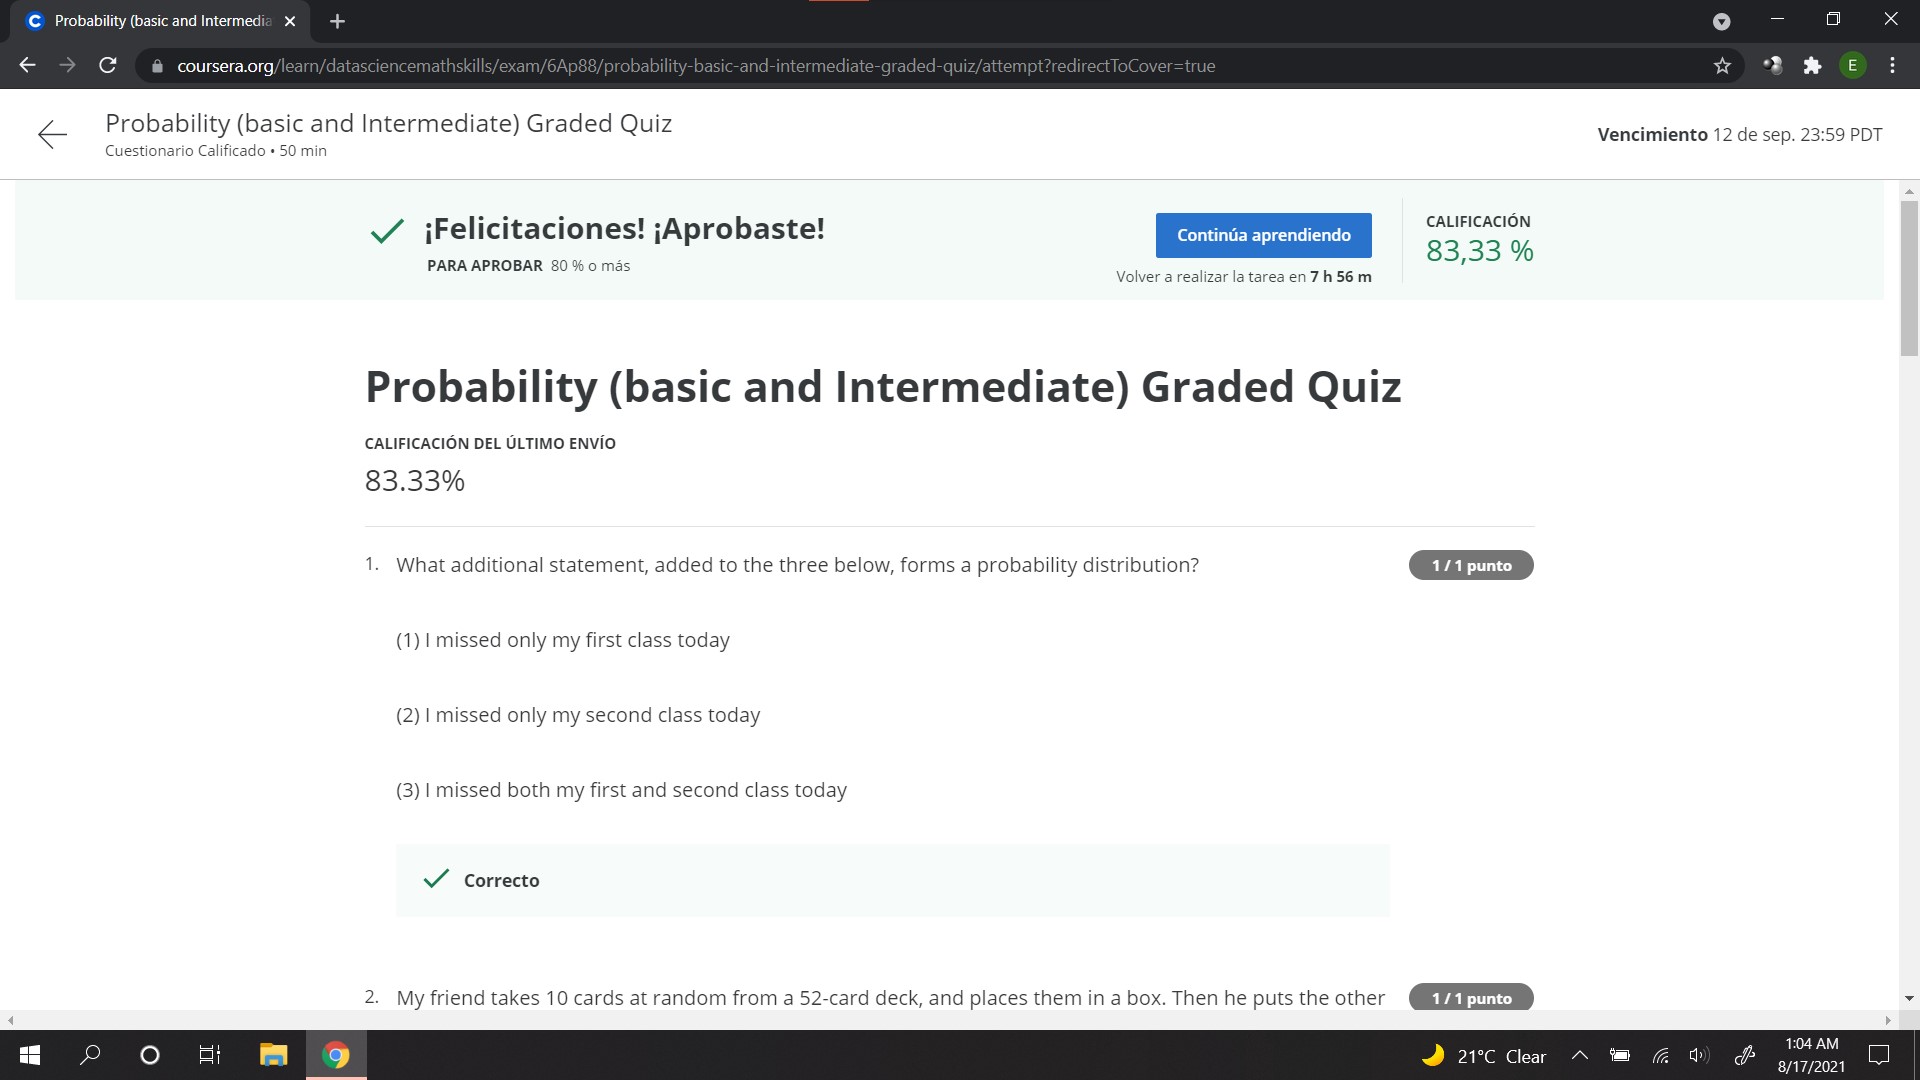 Probability (basic and Intermedia
coursera.org/learn/datasciencemathskills/exam/6Ap88/probability-basic-and-intermediate-graded-quiz/attempt?redirectToCover=true
E
Probability (basic and Intermediate) Graded Quiz
Cuestionario Calificado • 50 min
Vencimiento 12 de sep. 23:59 PDT
¡Felicitaciones! ¡Aprobaste!
PARA APROBAR 80 % o más
Continúa aprendiendo
Volver a realizar la tarea en 7 h 56 m
CALIFICACIÓN
83,33 %
Probability (basic and Intermediate) Graded Quiz
CALIFICACIÓN DEL ÚLTIMO ENVÍO
83.33%
1. What additional statement, added to the three below, forms a probability distribution?
1 / 1 punto
(1) I missed only my first class today
(2) I missed only my second class today
(3) I missed both my first and second class today
Correcto
2. My friend takes 10 cards at random from a 52-card deck, and places them in a box. Then he puts the other
1 / 1 punto
21°C Clear
1:04 AM
8/17/2021